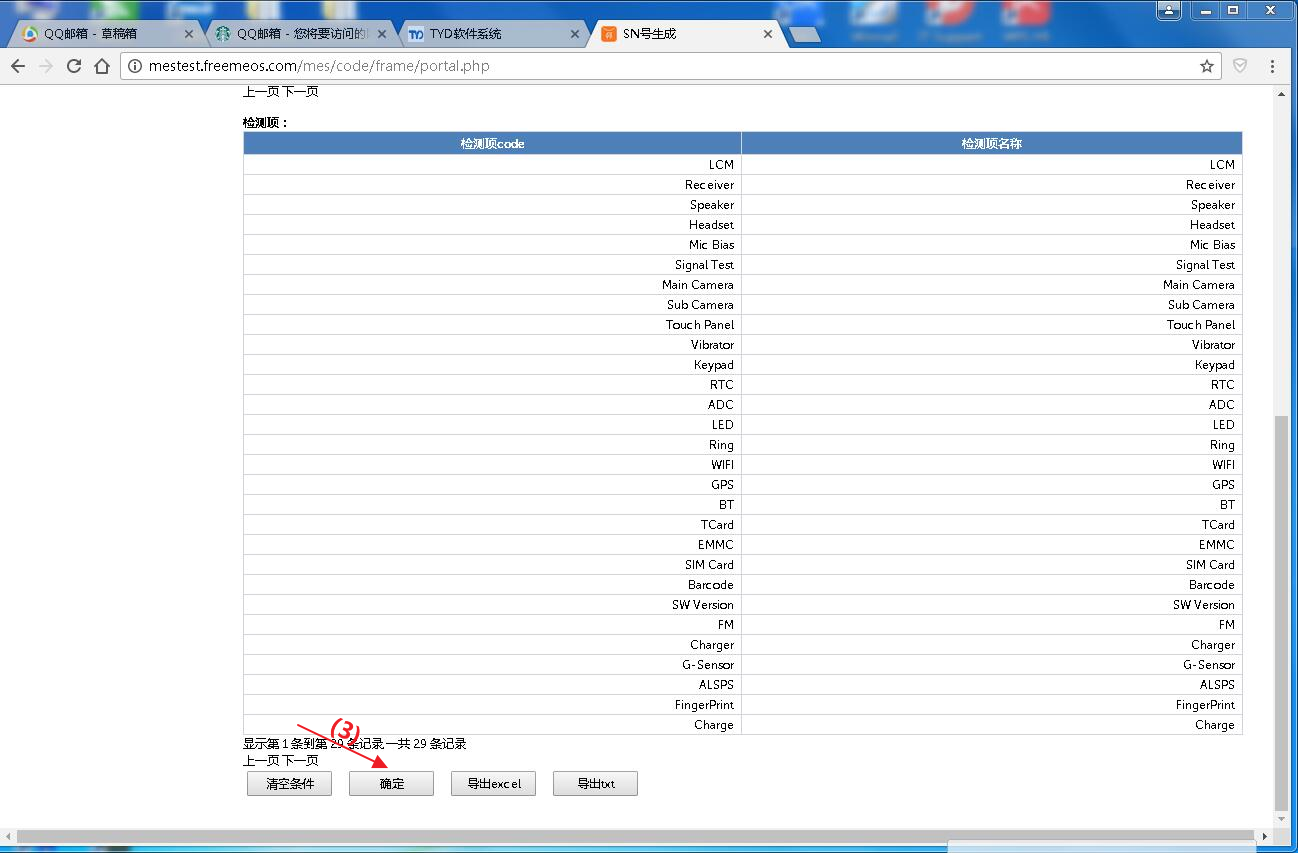 QQ邮箱 - 草稿箱
QQ邮箱 - 您将要访问的
TYD软件系统
SN号生成
mestest.freemeos.com/mes/code/frame/portal.php
上一页 下一页
检测项：
检测项code 检测项名称
LCM LCM
Receiver Receiver
Speaker Speaker
Headset Headset
Mic Bias Mic Bias
Signal Test Signal Test
Main Camera Main Camera
Sub Camera Sub Camera
Touch Panel Touch Panel
Vibrator Vibrator
Keypad Keypad
RTC RTC
ADC ADC
LED LED
Ring Ring
WIFI WIFI
GPS GPS
BT BT
TCard TCard
EMMC EMMC
SIM Card SIM Card
Barcode Barcode
SW Version SW Version
FM FM
Charger Charger
G-Sensor G-Sensor
ALSPS ALSPS
FingerPrint FingerPrint
Charge Charge
(3)
显示第 1 条到第 29 条记录,一共 29 条记录
上一页 下一页
清空条件 确定 导出excel 导出txt